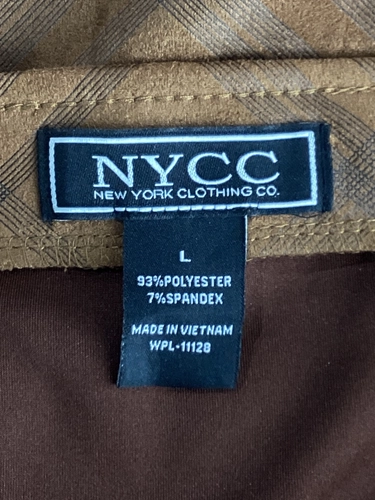 NYCC
NEW YORK CLOTHING CO.
L
93%POLYESTER
7%SPANDEX
MADE IN VIETNAM
WPL-11128